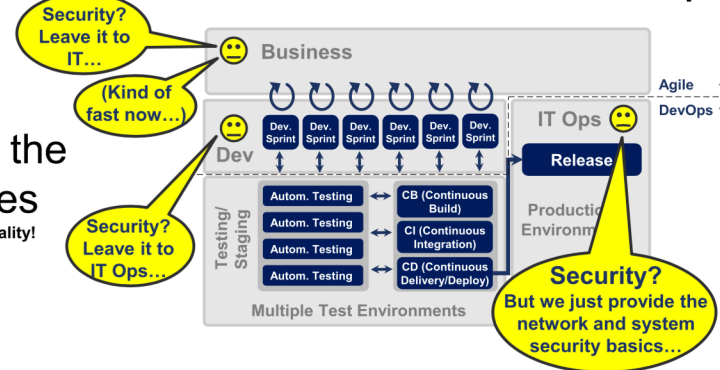 Security?
Leave it to
IT...
(Kind of
fast now...)
Business
Agile
DevOps
the
es
ality!
Dev
Dev.
Sprint
Dev.
Sprint
Dev.
Sprint
Dev.
Sprint
Dev.
Sprint
Dev.
Sprint
IT Ops
Release
Security?
Leave it to
IT Ops...
Testing/
Staging
Autom. Testing
Autom. Testing
Autom. Testing
Autom. Testing
CB (Continuous
Build)
CI (Continuous
Integration)
CD (Continuous
Delivery/Deploy)
Multiple Test Environments
Productio
Environm
Security?
But we just provide the
network and system
security basics...